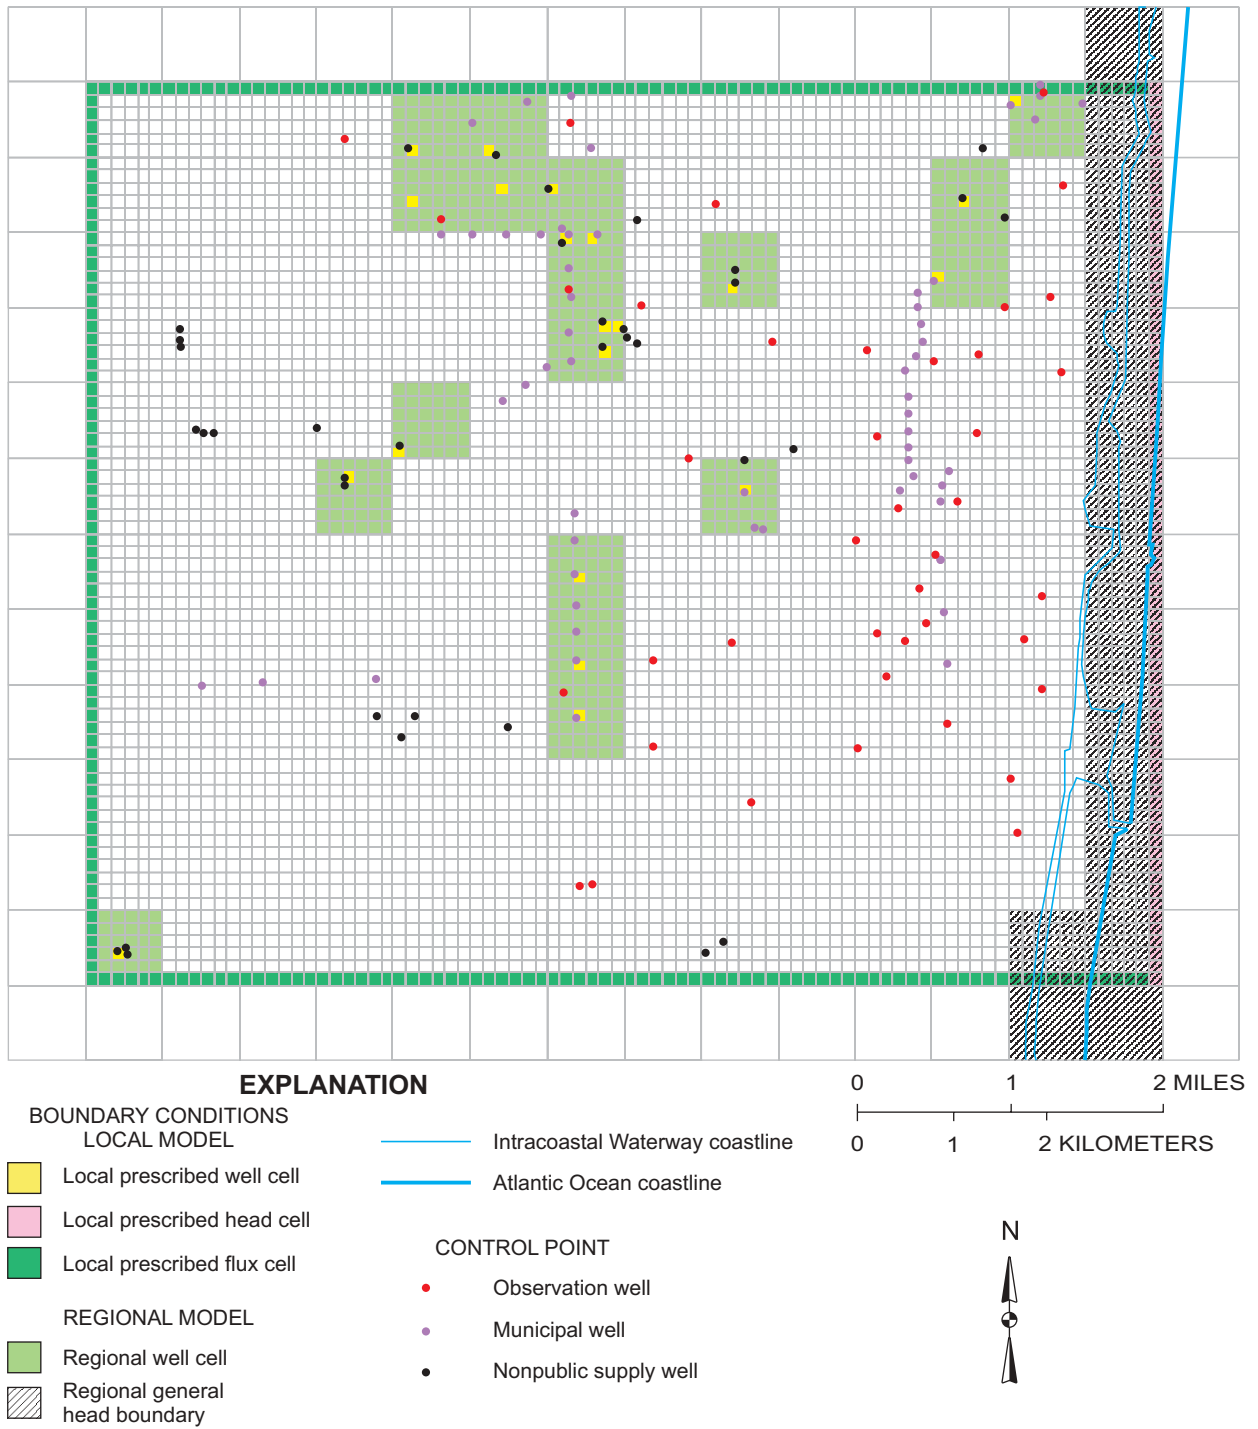 EXPLANATION
BOUNDARY CONDITIONS
LOCAL MODEL
Local prescribed well cell
Local prescribed head cell
Local prescribed flux cell
REGIONAL MODEL
Regional well cell
Regional general
head boundary
Intracoastal Waterway coastline
Atlantic Ocean coastline
CONTROL POINT
Observation well
Municipal well
Nonpublic supply well
0 1 2 MILES
0 1 2 KILOMETERS
N